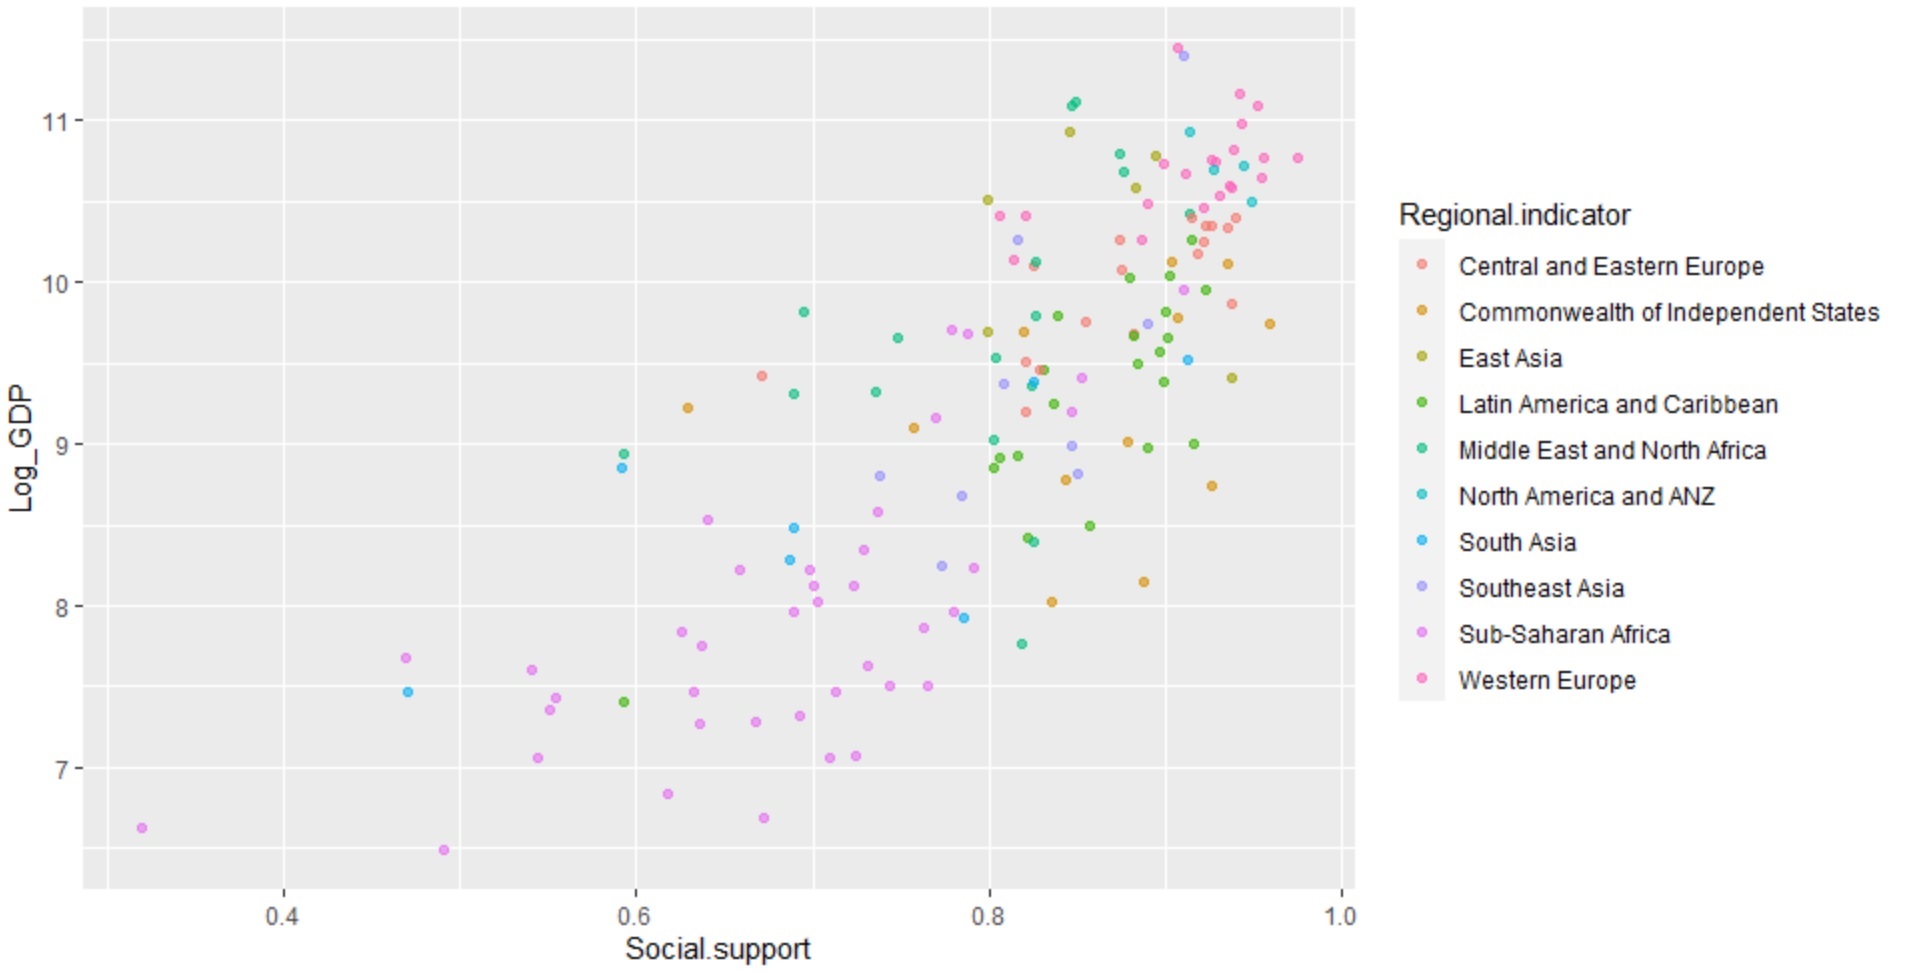 Log_GDP
11
10
9
8
7
0.4 0.6 0.8 1.0
Social.support
Regional.indicator
Central and Eastern Europe
Commonwealth of Independent States
East Asia
Latin America and Caribbean
Middle East and North Africa
North America and ANZ
South Asia
Southeast Asia
Sub-Saharan Africa
Western Europe